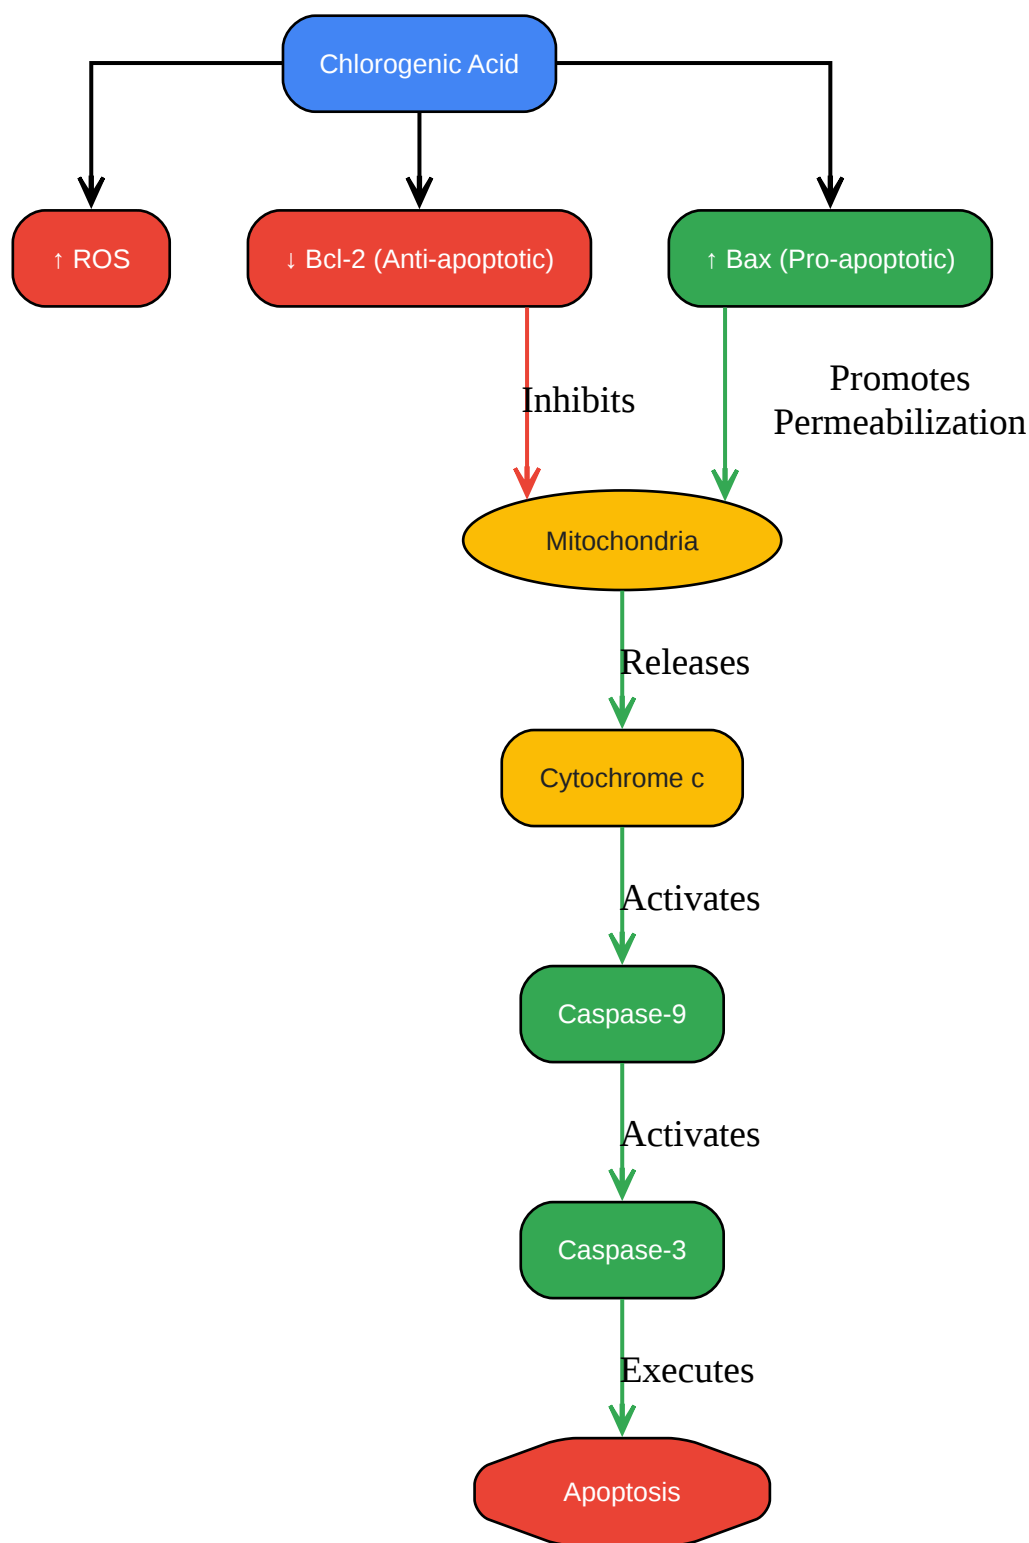 Chlorogenic Acid
↑ ROS
↓ Bcl-2 (Anti-apoptotic)
↑ Bax (Pro-apoptotic)
Inhibits
Promotes
Permeabilization
Mitochondria
Releases
Cytochrome c
Activates
Caspase-9
Activates
Caspase-3
Executes
Apoptosis